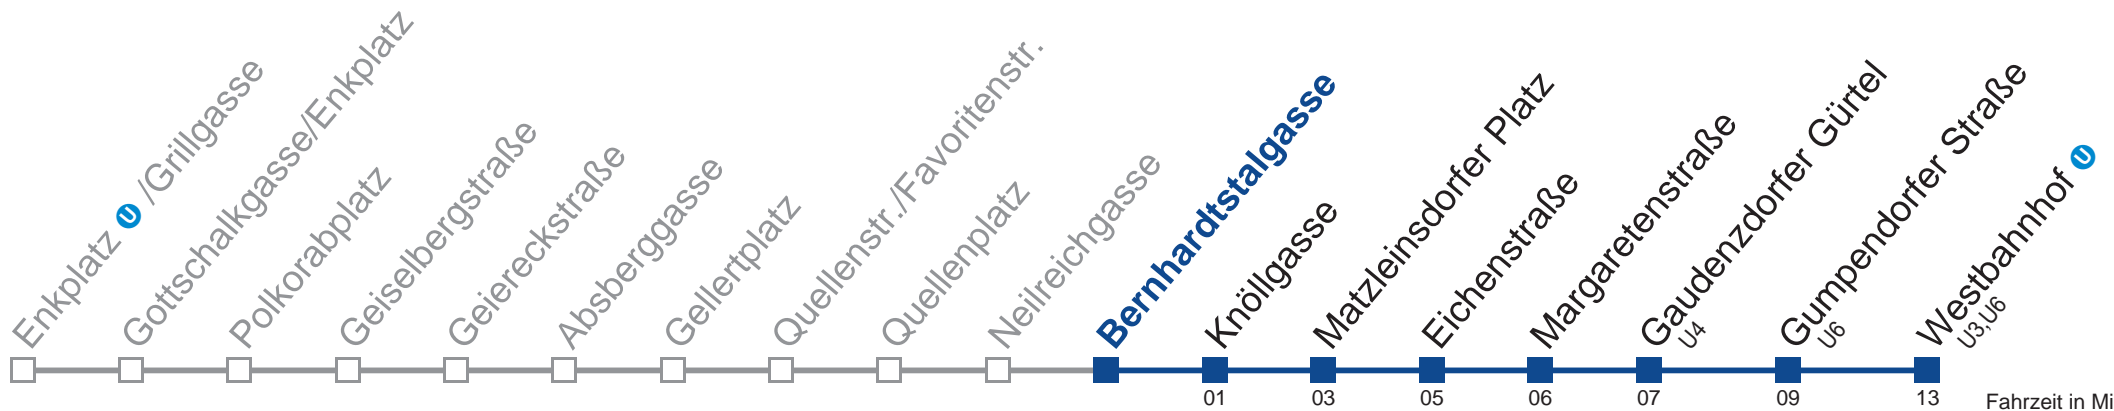 Enkplatz U /Grillgasse
Gottschalkgasse/Enkplatz
Polkorabplatz
Geiselbergstraße
Geiereckstraße
Absberggasse
Gellertplatz
Quellenstr./Favoritenstr.
Quellenplatz
Neilreichgasse
Bernhardtstalgasse
Knöllgasse
Matzleinsdorfer Platz
Eichenstraße
Margaretenstraße
Gaudenzdorfer Gürtel
U4
Gumpendorfer Straße
U6
Westbahnhof U
U3,U6
01 03 05 06 07 09 13 Fahrzeit in Mi